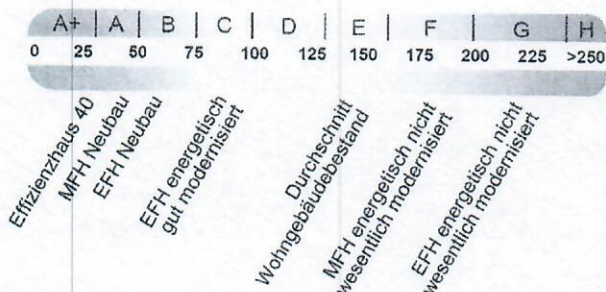 A+ A B C D E F G H
0 25 50 75 100 125 150 175 200 225 >250
Effizienzhaus 40
MFH Neubau
EFH Neubau
EFH energetisch
gut modernisiert
Durchschnitt
Wohngebäudebestand
MFH energetisch nicht
wesentlich modernisiert
EFH energetisch nicht
wesentlich modernisiert